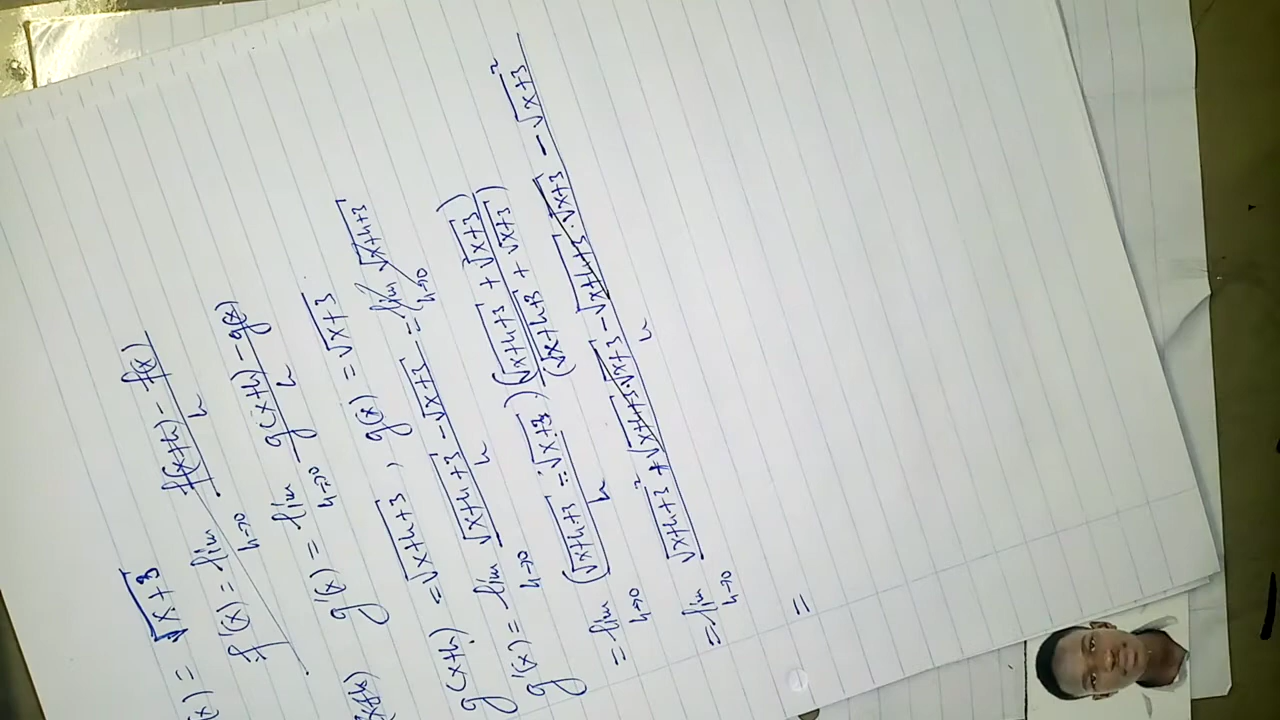 (x) = √x+3
f'(x) = lim h→0 f(x+h) - f(x) / h
g'(x) = lim h→0 g(x+h) - g(x) / h
g(x+h) = √x+h+3 , g(x) = √x+3
g'(x) = lim h→0 √x+h+3 - √x+3 / h = lim h→0 √x+h+3
= lim h→0 (√x+h+3 - √x+3 / h) (√x+h+3 + √x+3) / (√x+h+3 + √x+3)
= lim h→0 √x+h+3² + √x+h+3·√x+3 - √x+h+3·√x+3 - √x+3² / h
=